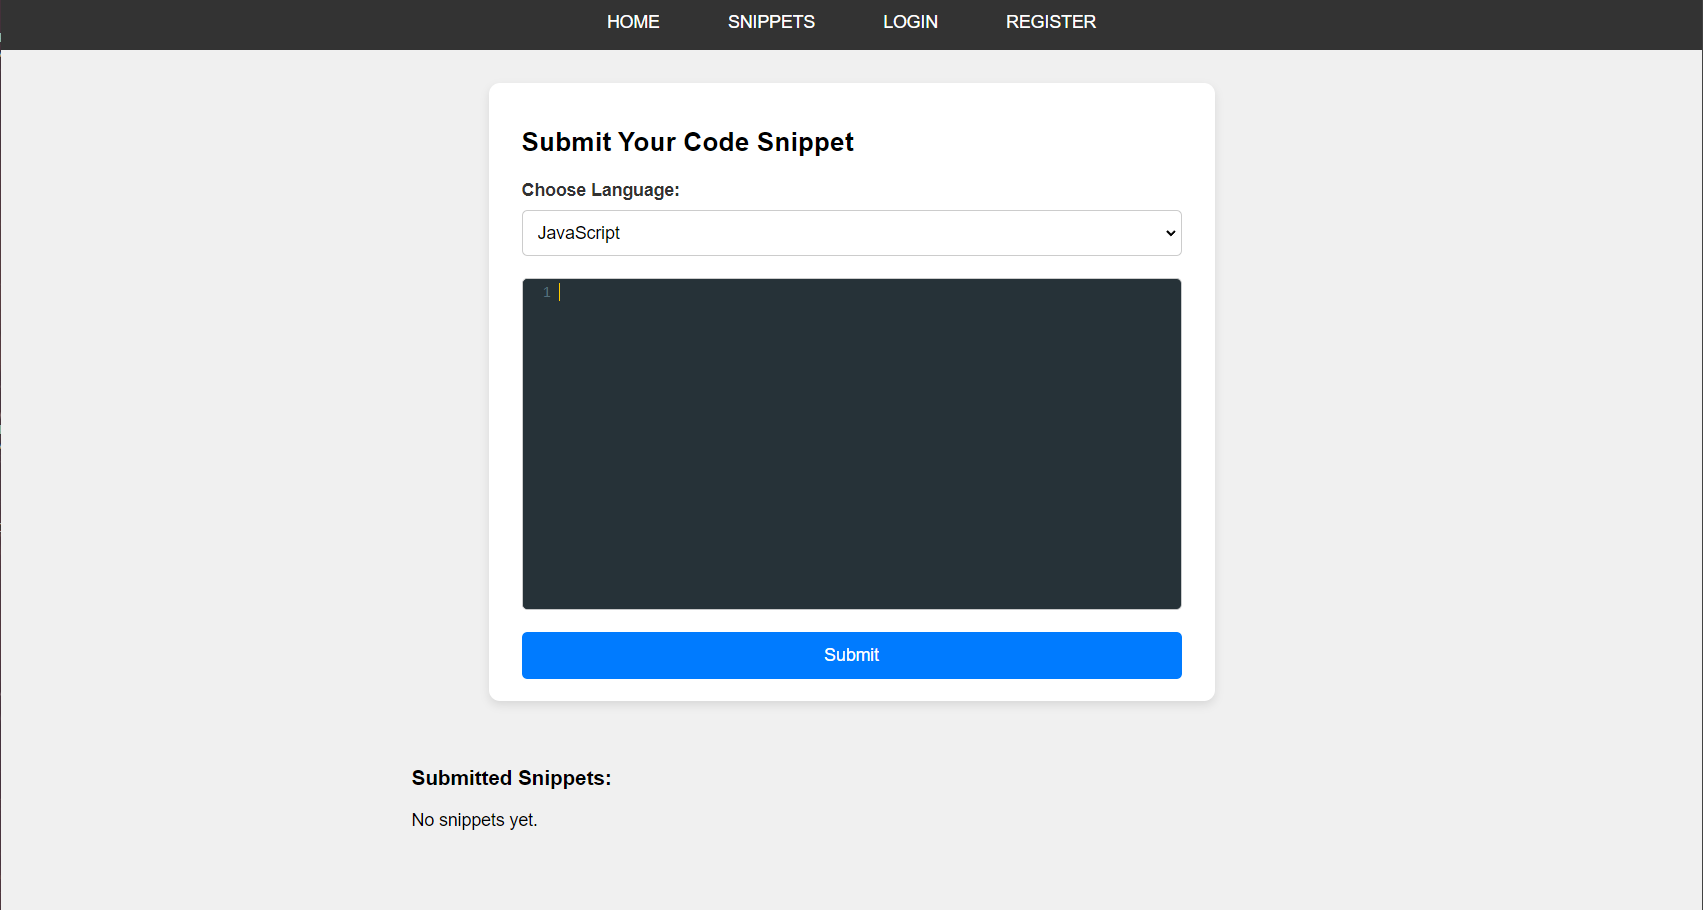 HOME SNIPPETS LOGIN REGISTER
Submit Your Code Snippet
Choose Language:
JavaScript
1
Submit
Submitted Snippets:
No snippets yet.